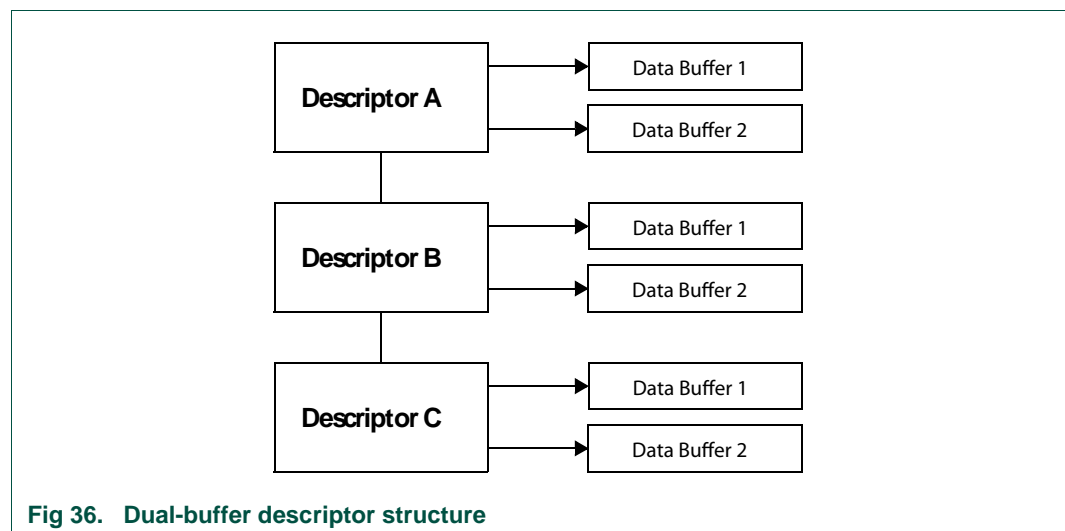 Descriptor A
Data Buffer 1
Data Buffer 2
Descriptor B
Data Buffer 1
Data Buffer 2
Descriptor C
Data Buffer 1
Data Buffer 2
Fig 36. Dual-buffer descriptor structure